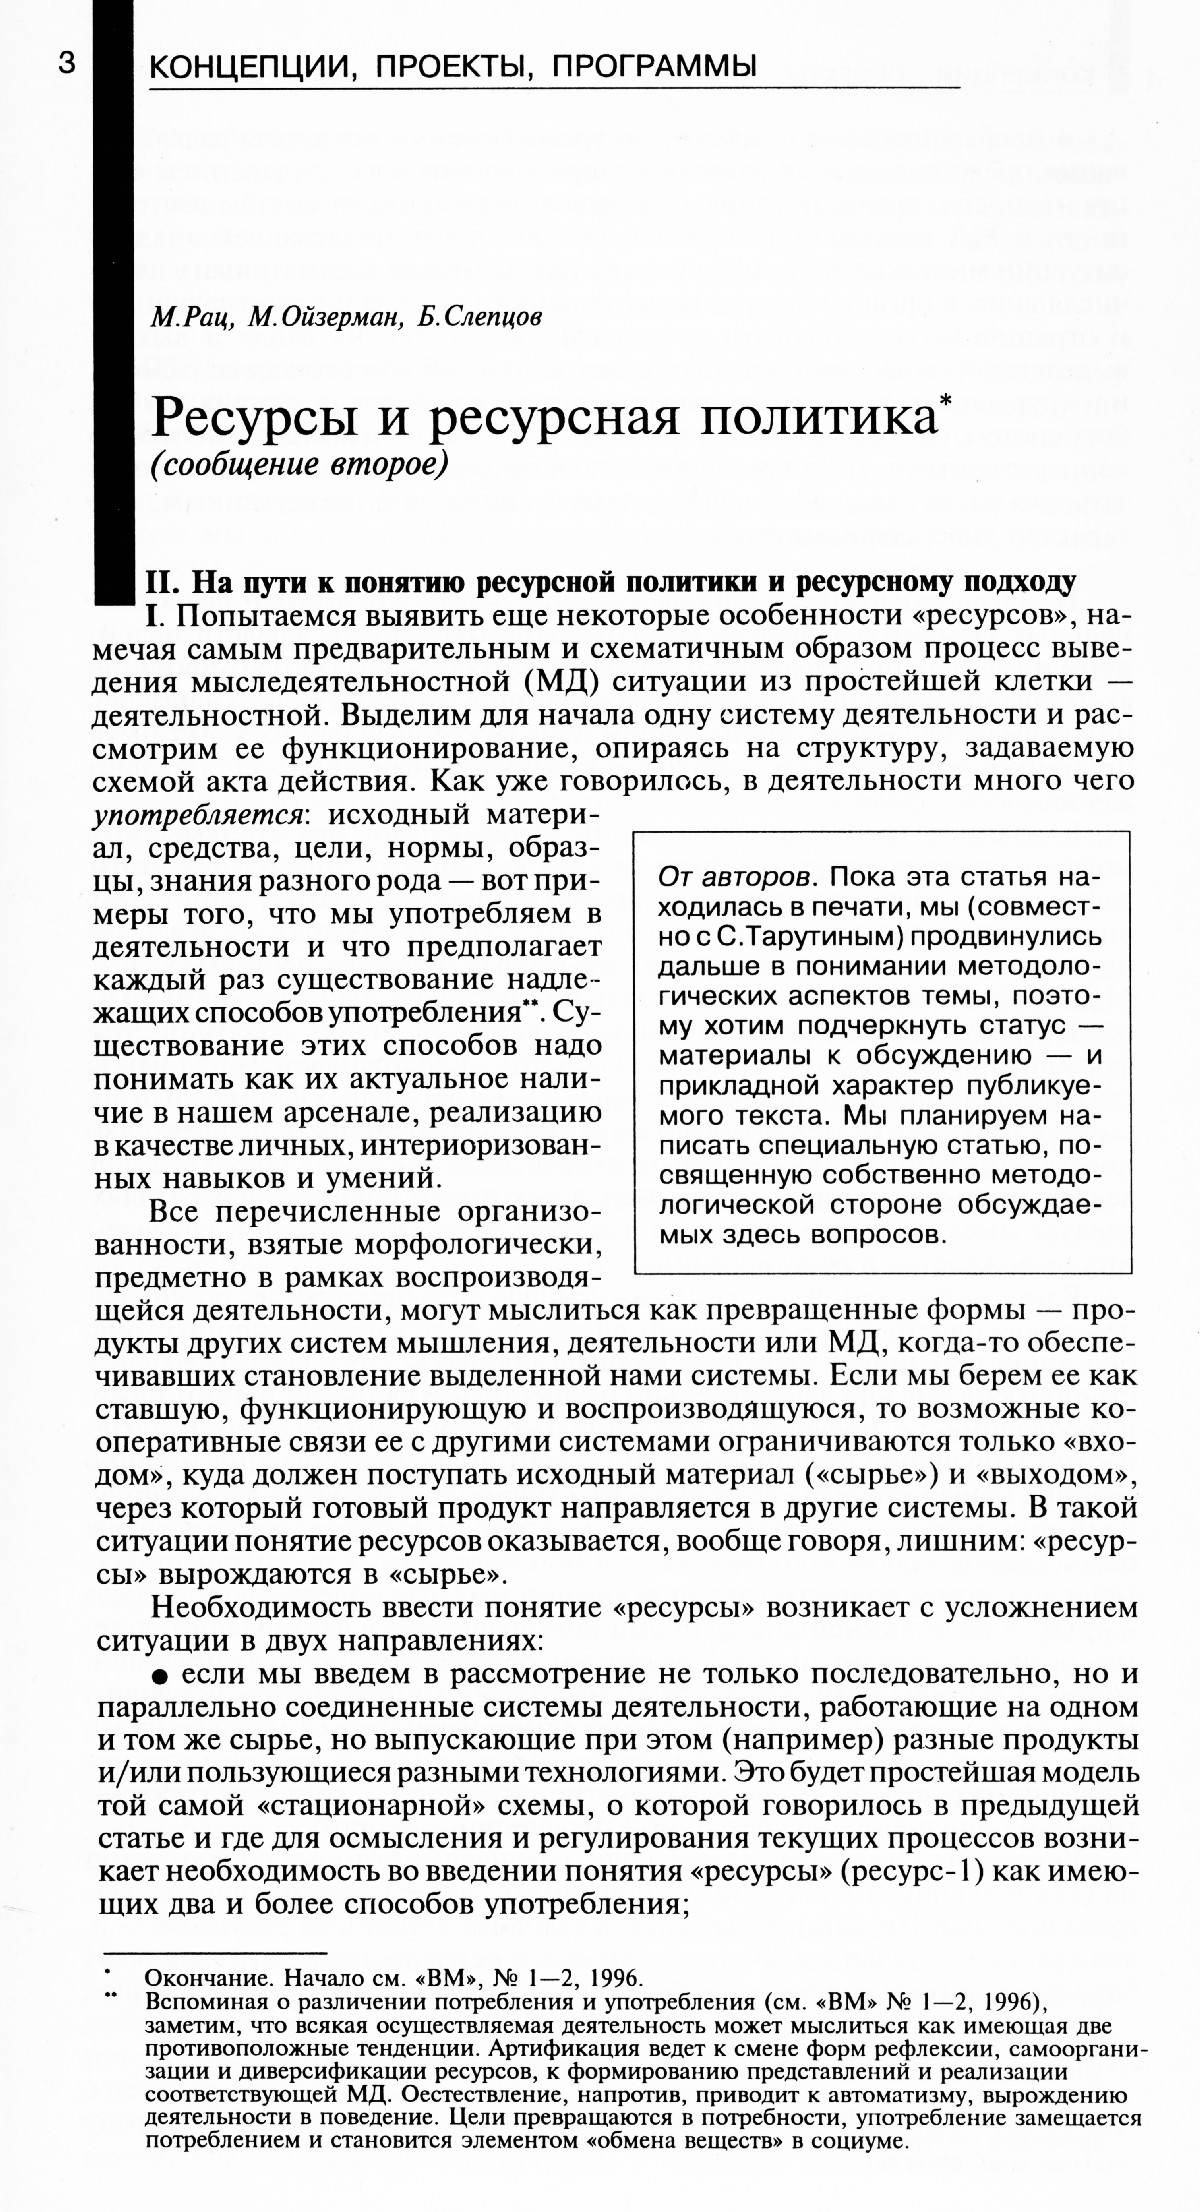 3
КОНЦЕПЦИИ, ПРОЕКТЫ, ПРОГРАММЫ
М.Рац, М.Ойзерман, Б.Слепцов
Ресурсы и ресурсная политика*
(сообщение второе)
II. На пути к понятию ресурсной политики и ресурсному подходу
I. Попытаемся выявить еще некоторые особенности «ресурсов», на-
мечая самым предварительным и схематичным образом процесс выве-
дения мыследеятельностной (МД) ситуации из простейшей клетки —
деятельностной. Выделим для начала одну систему деятельности и рас-
смотрим ее функционирование, опираясь на структуру, задаваемую
схемой акта действия. Как уже говорилось, в деятельности много чего
употребляется: исходный матери-
ал, средства, цели, нормы, образ-
цы, знания разного рода — вот при-
меры того, что мы употребляем в
деятельности и что предполагает
каждый раз существование надле-
жащих способов употребления**. Су-
ществование этих способов надо
понимать как их актуальное нали-
чие в нашем арсенале, реализацию
в качестве личных, интериоризован-
ных навыков и умений.
Все перечисленные организо-
ванности, взятые морфологически,
предметно в рамках воспроизводя-
щейся деятельности, могут мыслиться как превращенные формы — про-
дукты других систем мышления, деятельности или МД, когда-то обеспе-
чивавших становление выделенной нами системы. Если мы берем ее как
ставшую, функционирующую и воспроизводящуюся, то возможные ко-
оперативные связи ее с другими системами ограничиваются только «вхо-
дом», куда должен поступать исходный материал («сырье») и «выходом»,
через который готовый продукт направляется в другие системы. В такой
ситуации понятие ресурсов оказывается, вообще говоря, лишним: «ресур-
сы» вырождаются в «сырье».
Необходимость ввести понятие «ресурсы» возникает с усложнением
ситуации в двух направлениях:
● если мы введем в рассмотрение не только последовательно, но и
параллельно соединенные системы деятельности, работающие на одном
и том же сырье, но выпускающие при этом (например) разные продукты
и/или пользующиеся разными технологиями. Это будет простейшая модель
той самой «стационарной» схемы, о которой говорилось в предыдущей
статье и где для осмысления и регулирования текущих процессов возни-
кает необходимость во введении понятия «ресурсы» (ресурс-1) как имею-
щих два и более способов употребления;
От авторов. Пока эта статья на-
ходилась в печати, мы (совмест-
но с С.Тарутиным) продвинулись
дальше в понимании методоло-
гических аспектов темы, поэто-
му хотим подчеркнуть статус —
материалы к обсуждению — и
прикладной характер публикуе-
мого текста. Мы планируем на-
писать специальную статью, по-
священную собственно методо-
логической стороне обсуждае-
мых здесь вопросов.
* Окончание. Начало см. «ВМ», № 1—2, 1996.
** Вспоминая о различении потребления и употребления (см. «ВМ» № 1—2, 1996),
заметим, что всякая осуществляемая деятельность может мыслиться как имеющая две
противоположные тенденции. Артификация ведет к смене форм рефлексии, самооргани-
зации и диверсификации ресурсов, к формированию представлений и реализации
соответствующей МД. Оестествление, напротив, приводит к автоматизму, вырождению
деятельности в поведение. Цели превращаются в потребности, употребление замещается
потреблением и становится элементом «обмена веществ» в социуме.